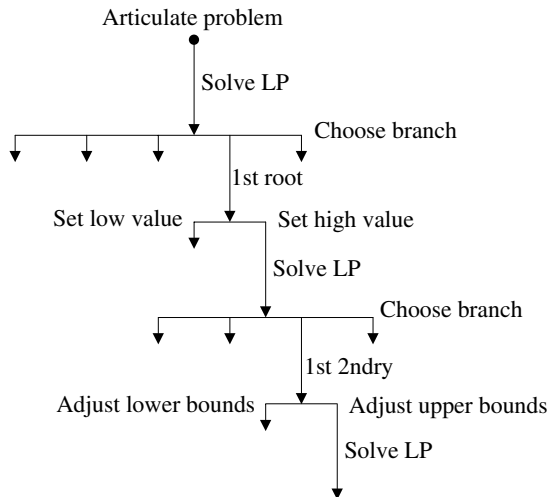 Articulate problem
Solve LP
Choose branch
1st root
Set low value
Set high value
Solve LP
Choose branch
1st 2ndry
Adjust lower bounds
Adjust upper bounds
Solve LP